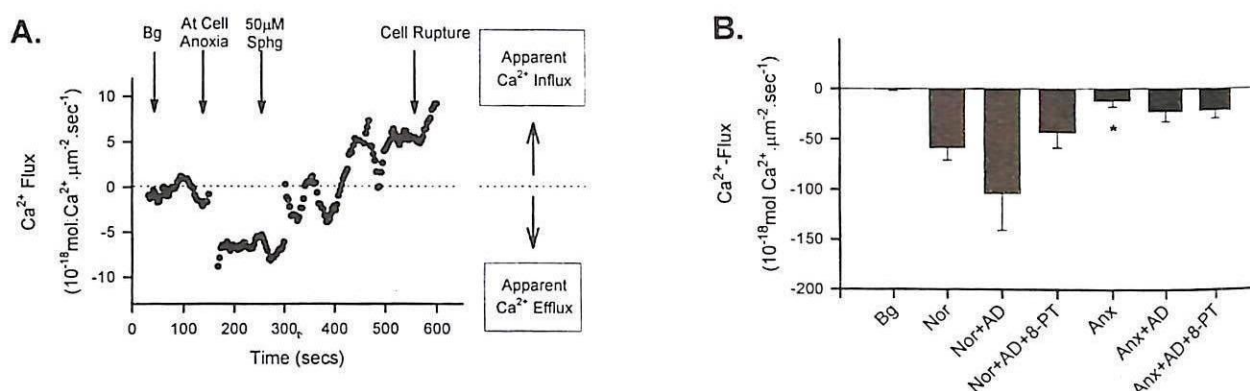 A.
Bg
At Cell
Anoxia
50μM
Sphg
Cell Rupture
Ca²⁺ Flux
(10⁻¹⁸mol.Ca²⁺.μm⁻².sec⁻¹)
10
5
0
-5
-10
0 100 200 300 400 500 600
Time (secs)
Apparent
Ca²⁺ Influx
Apparent
Ca²⁺ Efflux
B.
Ca²⁺-Flux
(10⁻¹⁸mol Ca²⁺.μm⁻².sec⁻¹)
0
-50
-100
-150
-200
*
Bg
Nor
Nor+AD
Nor+AD+8-PT
Anx
Anx+AD
Anx+AD+8-PT